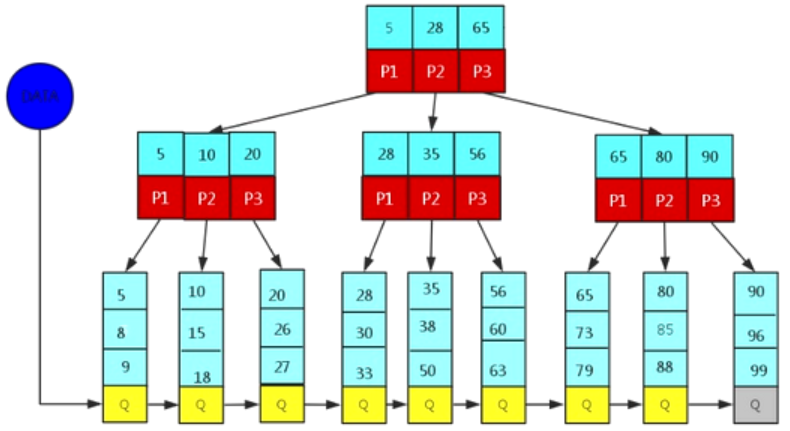 5 28 65
P1 P2 P3
DATA
5 10 20
28 35 56
65 80 90
P1 P2 P3
P1 P2 P3
P1 P2 P3
5 10 20 28 35 56 65 80 90
8 15 26 30 38 60 73 85 96
9 18 27 33 50 63 79 88 99
Q Q Q Q Q Q Q Q Q